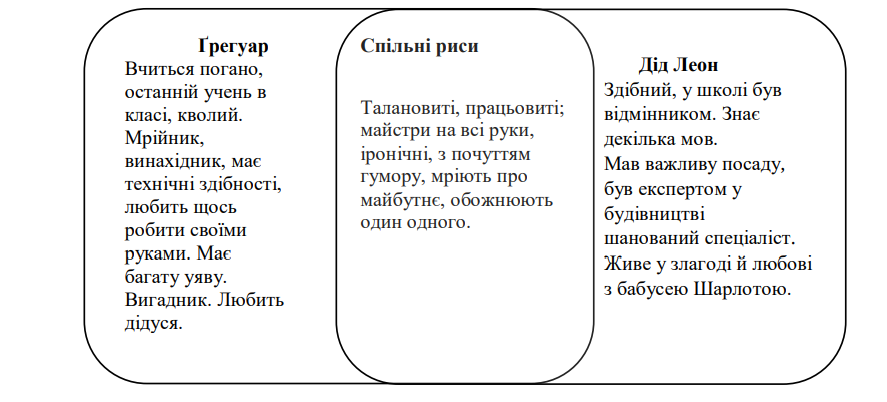 Ґрегуар
Вчиться погано,
останній учень в
класі, кволий.
Мрійник,
винахідник, має
технічні здібності,
любить щось
робити своїми
руками. Має
багату уяву.
Вигадник. Любить
дідуся.
Спільні риси
Талановиті, працьовиті;
майстри на всі руки,
іронічні, з почуттям
гумору, мріють про
майбутнє, обожнюють
один одного.
Дід Леон
Здібний, у школі був
відмінником. Знає
декілька мов.
Мав важливу посаду,
був експертом у
будівництві
шанований спеціаліст.
Живе у злагоді й любові
з бабусею Шарлотою.